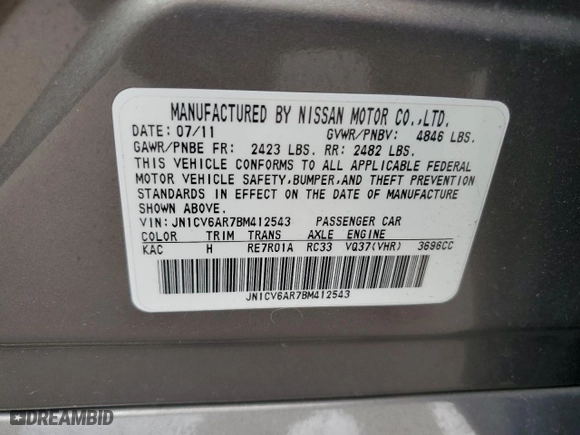 MANUFACTURED BY NISSAN MOTOR CO.,LTD.
DATE: 07/11 GVWR/PNBV: 4846 LBS.
GAWR/PNBE FR: 2423 LBS. RR: 2482 LBS.
THIS VEHICLE CONFORMS TO ALL APPLICABLE FEDERAL
MOTOR VEHICLE SAFETY,BUMPER,AND THEFT PREVENTION
STANDARDS IN EFFECT ON THE DATE OF MANUFACTURE
SHOWN ABOVE.
VIN: JN1CV6AR7BM412543 PASSENGER CAR
COLOR TRIM TRANS AXLE ENGINE
KAC H RE7R01A RC33 VQ37(VHR) 3696CC
JN1CV6AR7BM412543
DREAMBID